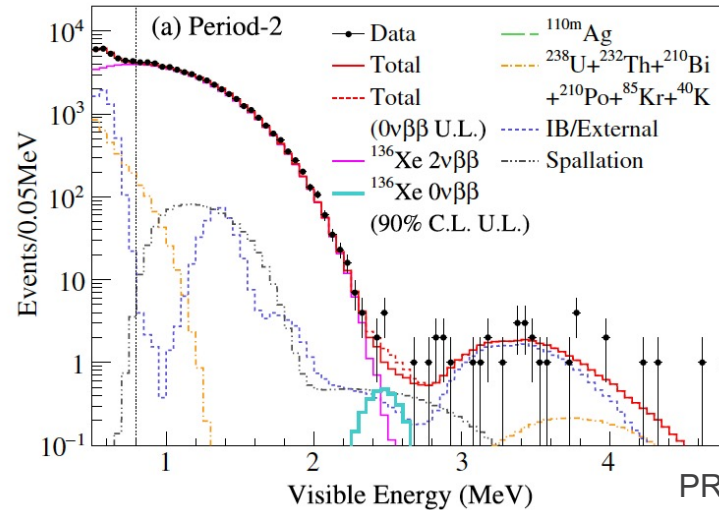 (a) Period-2
Data
Total
Total
(0νββ U.L.)
¹³⁶Xe 2νββ
¹³⁶Xe 0νββ
(90% C.L. U.L.)
¹¹⁰ᵐAg
²³⁸U+²³²Th+²¹⁰Bi
+²¹⁰Po+⁸⁵Kr+⁴⁰K
IB/External
Spallation
Events/0.05MeV
10⁴
10³
10²
10
1
10⁻¹
1 2 3 4
Visible Energy (MeV)
PR